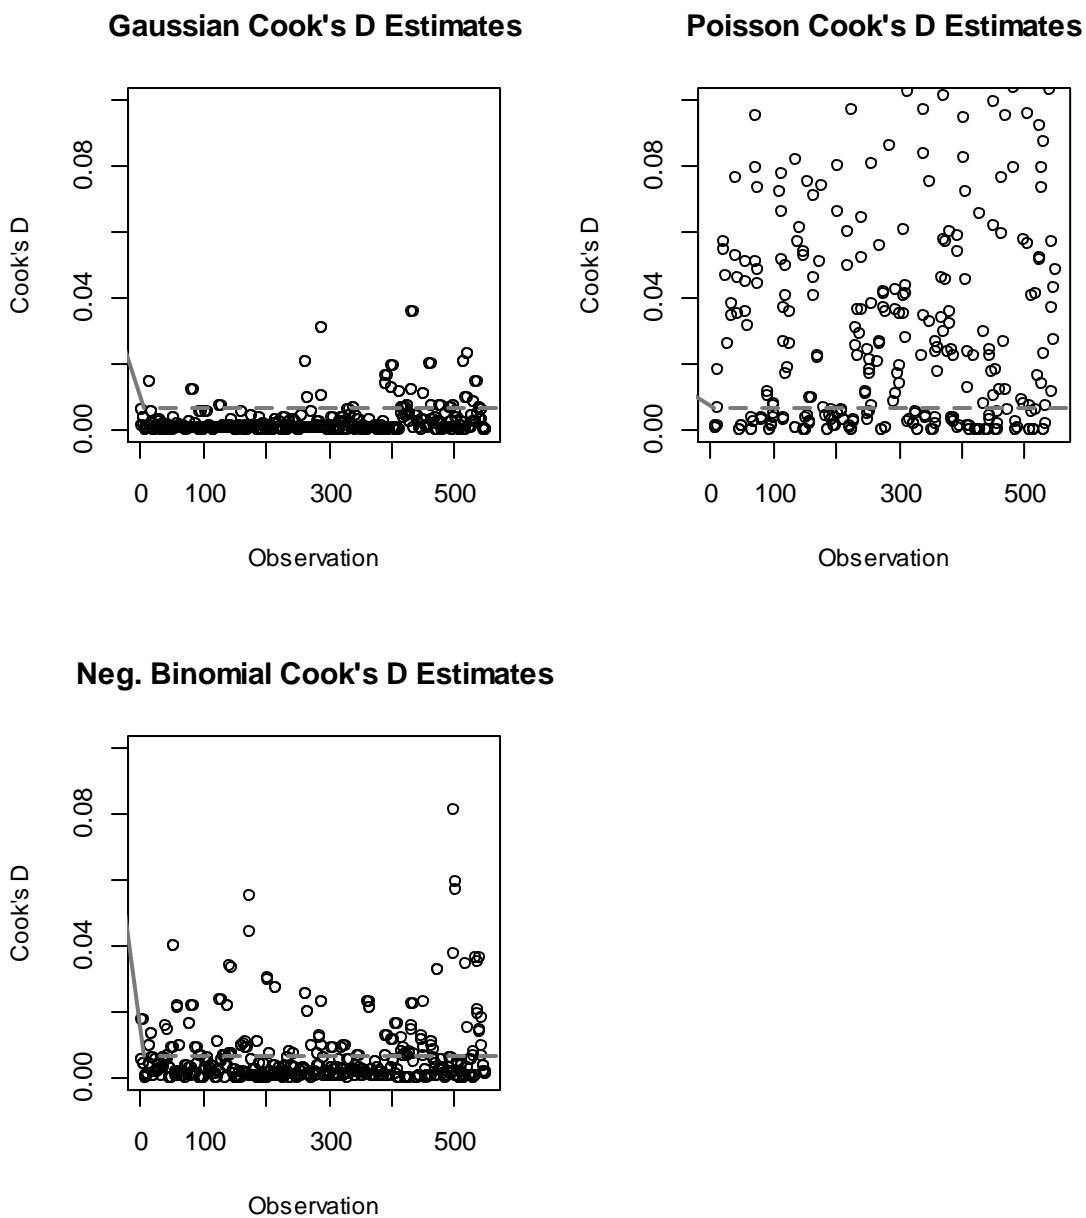 Gaussian Cook's D Estimates
Cook's D
0.00 0.04 0.08
0 100 300 500
Observation
Poisson Cook's D Estimates
Cook's D
0.00 0.04 0.08
0 100 300 500
Observation
Neg. Binomial Cook's D Estimates
Cook's D
0.00 0.04 0.08
0 100 300 500
Observation